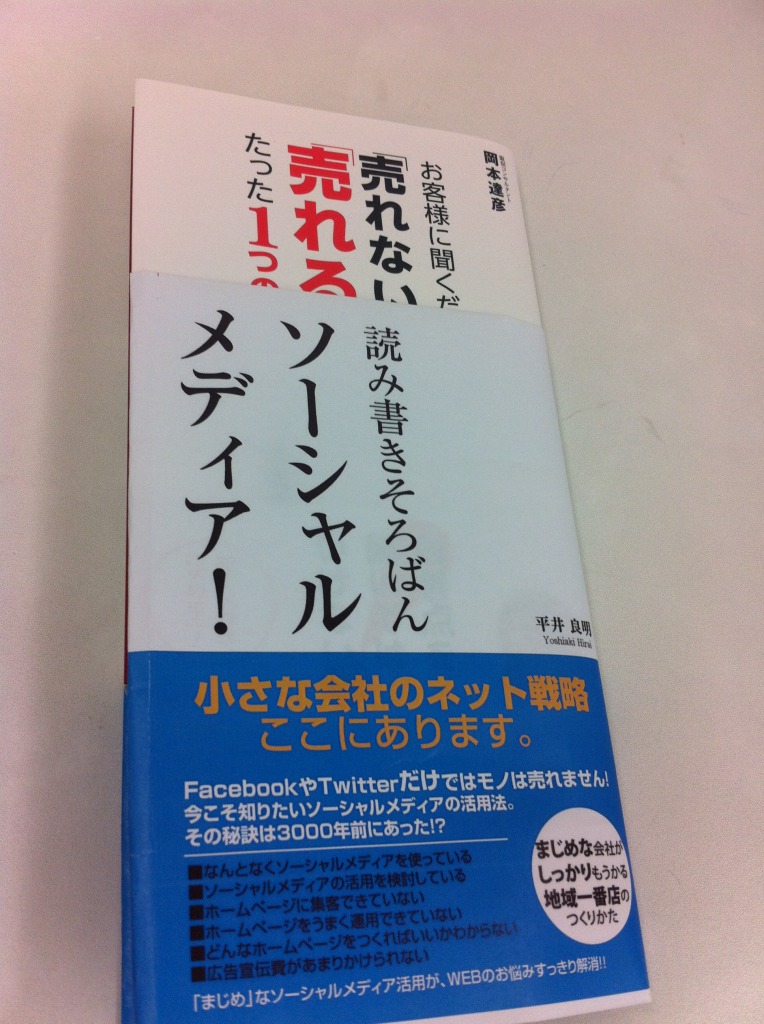 販促コンサルタント
岡本達彦
お客様に聞くだ
「売れない
「売れる
たった1つの
読み書きそろばん
ソーシャル
メディア!
平井 良明
Yoshiaki Hirai
小さな会社のネット戦略
ここにあります。
FacebookやTwitterだけではモノは売れません!
今こそ知りたいソーシャルメディアの活用法。
その秘訣は3000年前にあった!?
■なんとなくソーシャルメディアを使っている
■ソーシャルメディアの活用を検討している
■ホームページに集客できていない
■ホームページをうまく運用できていない
■どんなホームページをつくればいいかわからない
■広告宣伝費があまりかけられない
「まじめ」なソーシャルメディア活用が、WEBのお悩みすっきり解消!!
まじめな会社が
しっかりもうかる
地域一番店の
つくりかた